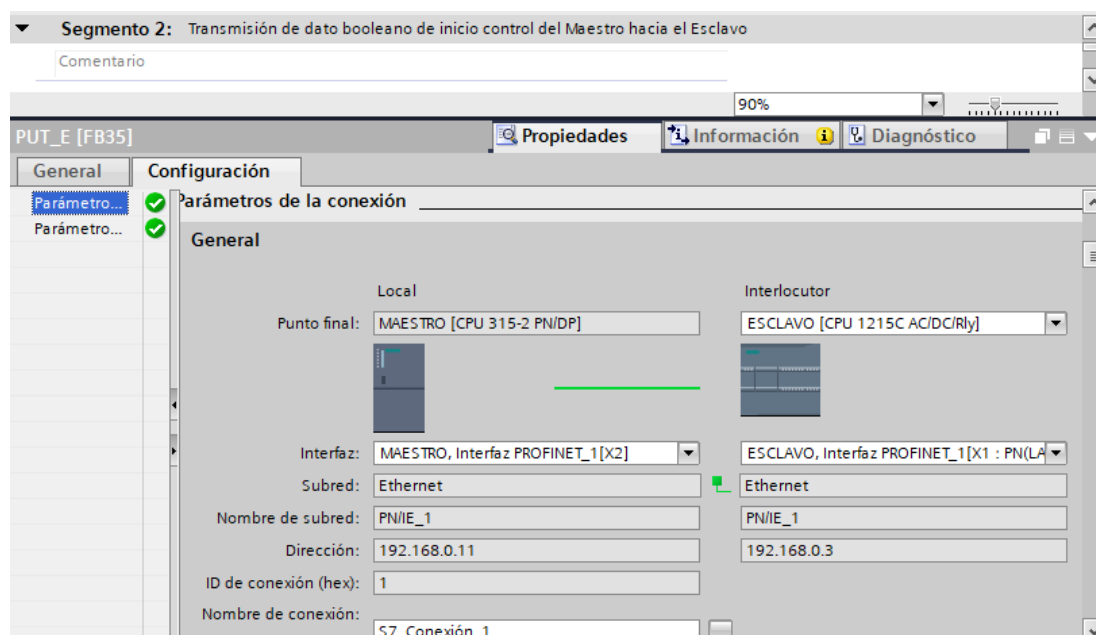 Segmento 2: Transmisión de dato booleano de inicio control del Maestro hacia el Esclavo
Comentario
90%
PUT_E [FB35]
Propiedades
Información
Diagnóstico
General
Configuración
Parámetro...
Parámetro...
Parámetros de la conexión
General
Local
Interlocutor
Punto final:
MAESTRO [CPU 315-2 PN/DP]
ESCLAVO [CPU 1215C AC/DC/Rly]
Interfaz:
MAESTRO, Interfaz PROFINET_1[X2]
ESCLAVO, Interfaz PROFINET_1[X1 : PN(LA
Subred:
Ethernet
Ethernet
Nombre de subred:
PN/IE_1
PN/IE_1
Dirección:
192.168.0.11
192.168.0.3
ID de conexión (hex):
1
Nombre de conexión:
S7_Conexión_1